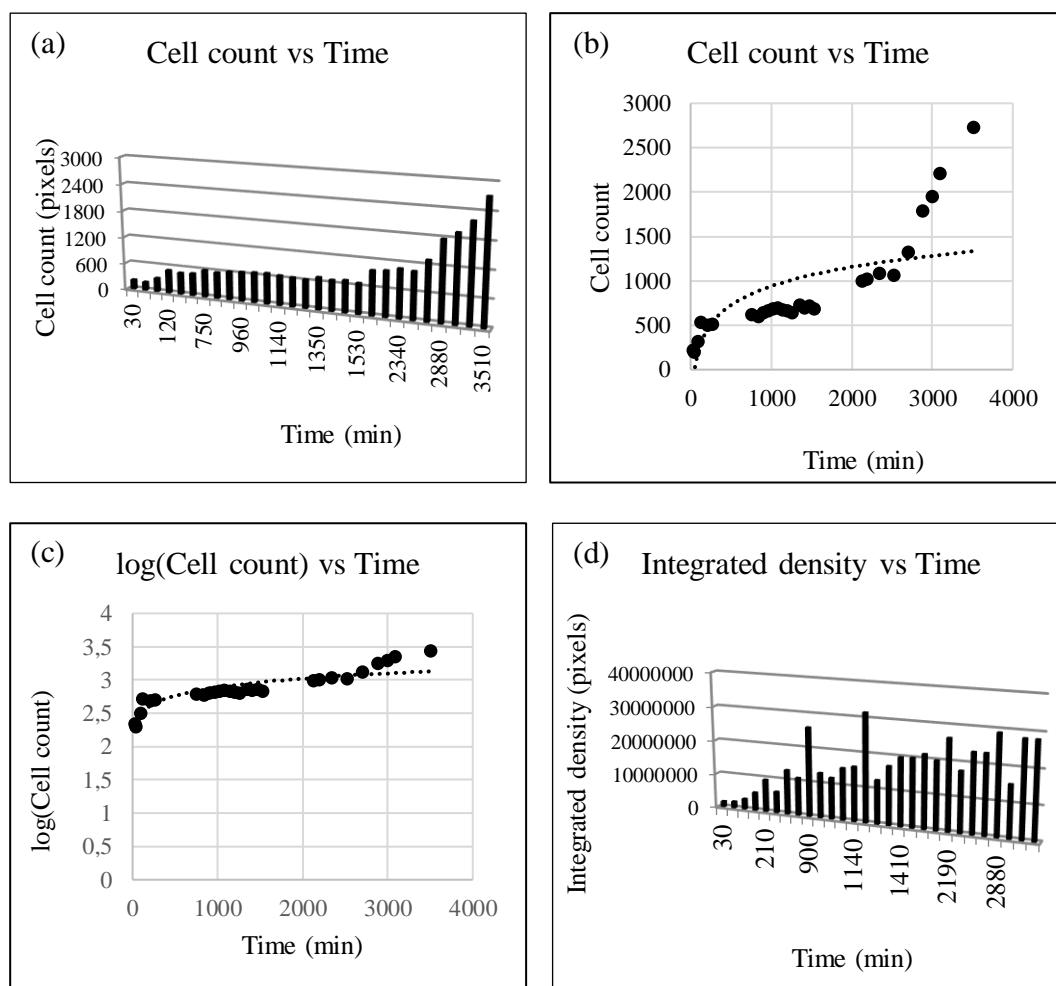 (a)
Cell count vs Time
Cell count (pixels)
3000
2400
1800
1200
600
0
30
120
750
960
1140
1350
1530
2340
2880
3510
Time (min)
(b)
Cell count vs Time
Cell count
3000
2500
2000
1500
1000
500
0
0 1000 2000 3000 4000
Time (min)
(c)
log(Cell count) vs Time
log(Cell count)
4
3,5
3
2,5
2
1,5
1
0,5
0
0 1000 2000 3000 4000
Time (min)
(d)
Integrated density vs Time
Integrated density (pixels)
40000000
30000000
20000000
10000000
0
30
210
900
1140
1410
2190
2880
Time (min)